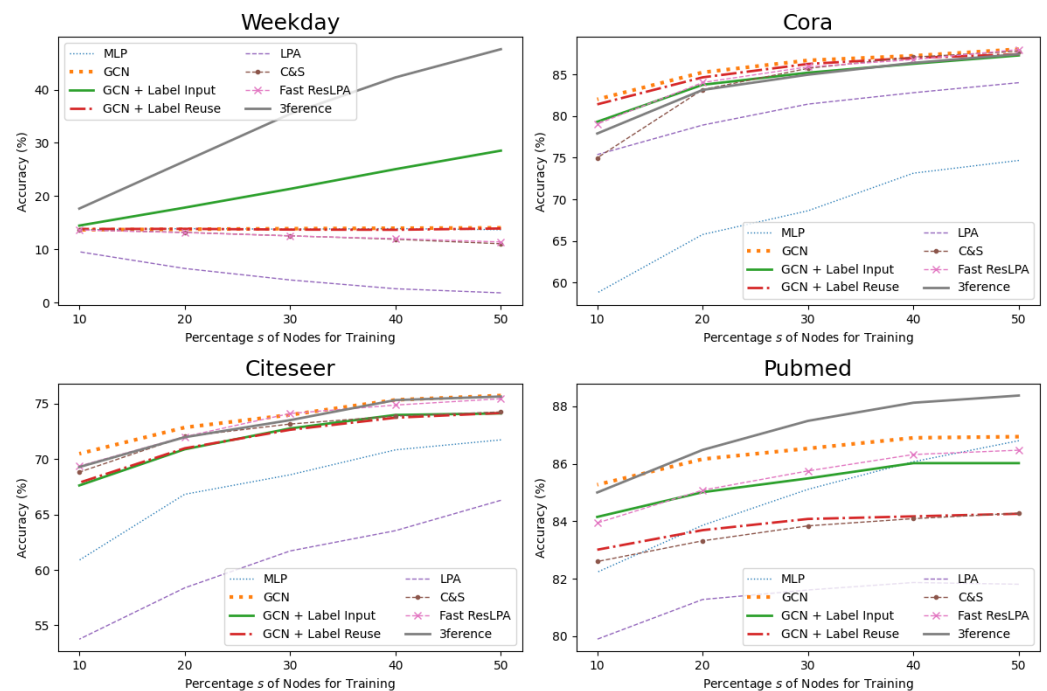 Weekday
Accuracy (%)
40
30
20
10
0
MLP
GCN
GCN + Label Input
GCN + Label Reuse
LPA
C&S
Fast ResLPA
3ference
10 20 30 40 50
Percentage s of Nodes for Training
Cora
Accuracy (%)
85
80
75
70
65
60
MLP
GCN
GCN + Label Input
GCN + Label Reuse
LPA
C&S
Fast ResLPA
3ference
10 20 30 40 50
Percentage s of Nodes for Training
Citeseer
Accuracy (%)
75
70
65
60
55
MLP
GCN
GCN + Label Input
GCN + Label Reuse
LPA
C&S
Fast ResLPA
3ference
10 20 30 40 50
Percentage s of Nodes for Training
Pubmed
Accuracy (%)
88
86
84
82
80
MLP
GCN
GCN + Label Input
GCN + Label Reuse
LPA
C&S
Fast ResLPA
3ference
10 20 30 40 50
Percentage s of Nodes for Training